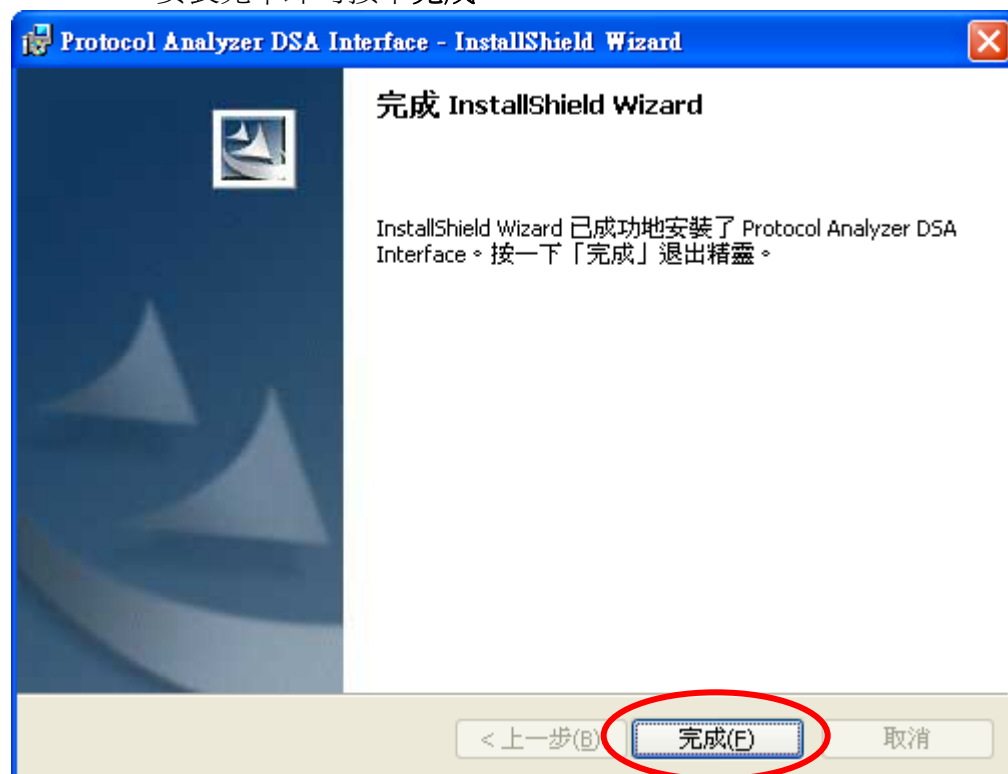 完成
Protocol Analyzer DSA Interface - InstallShield Wizard
完成 InstallShield Wizard
InstallShield Wizard 已成功地安裝了 Protocol Analyzer DSA
Interface。按一下「完成」退出精靈。
< 上一步(B)
完成(F)
取消